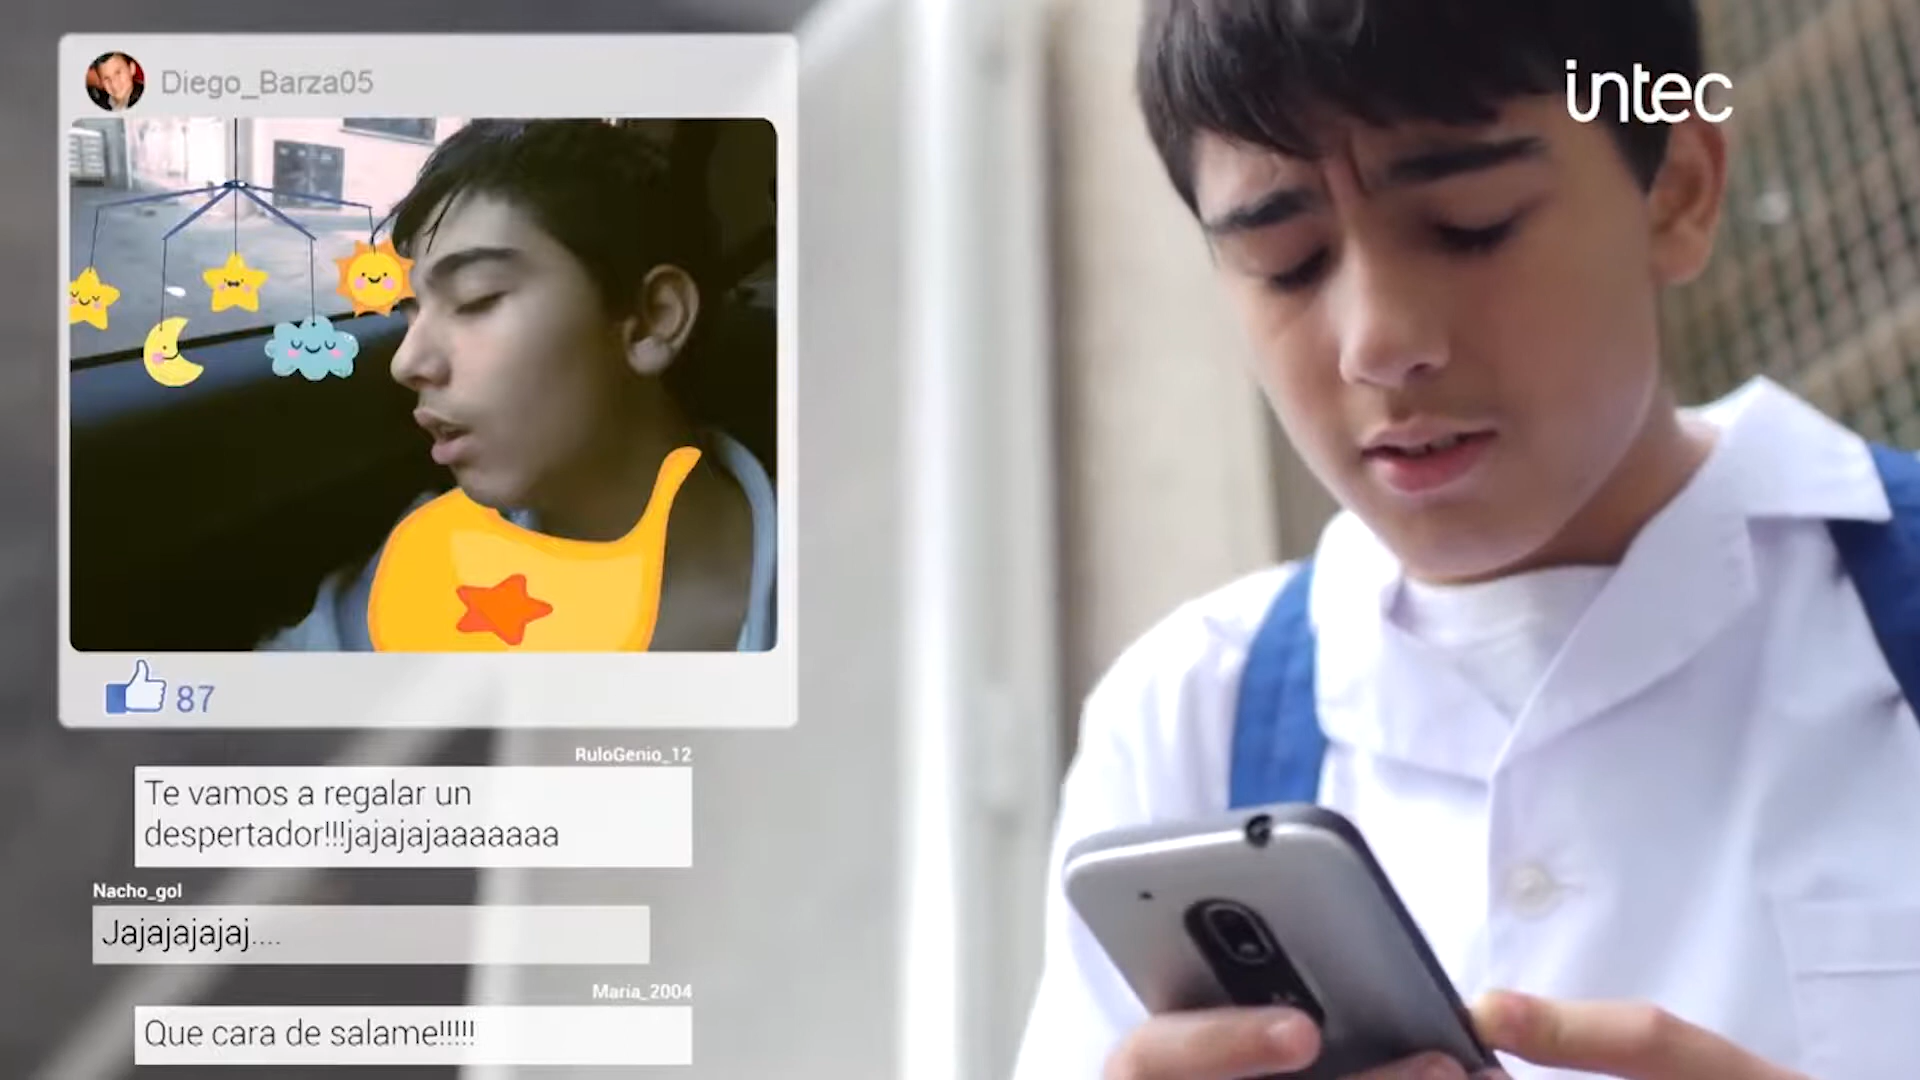 Diego_Barza05
intec
87
RuloGenio_12
Te vamos a regalar un
despertador!!!jajajajaaaaaaa
Nacho_gol
Jajajajajaj....
Maria_2004
Que cara de salame!!!!!